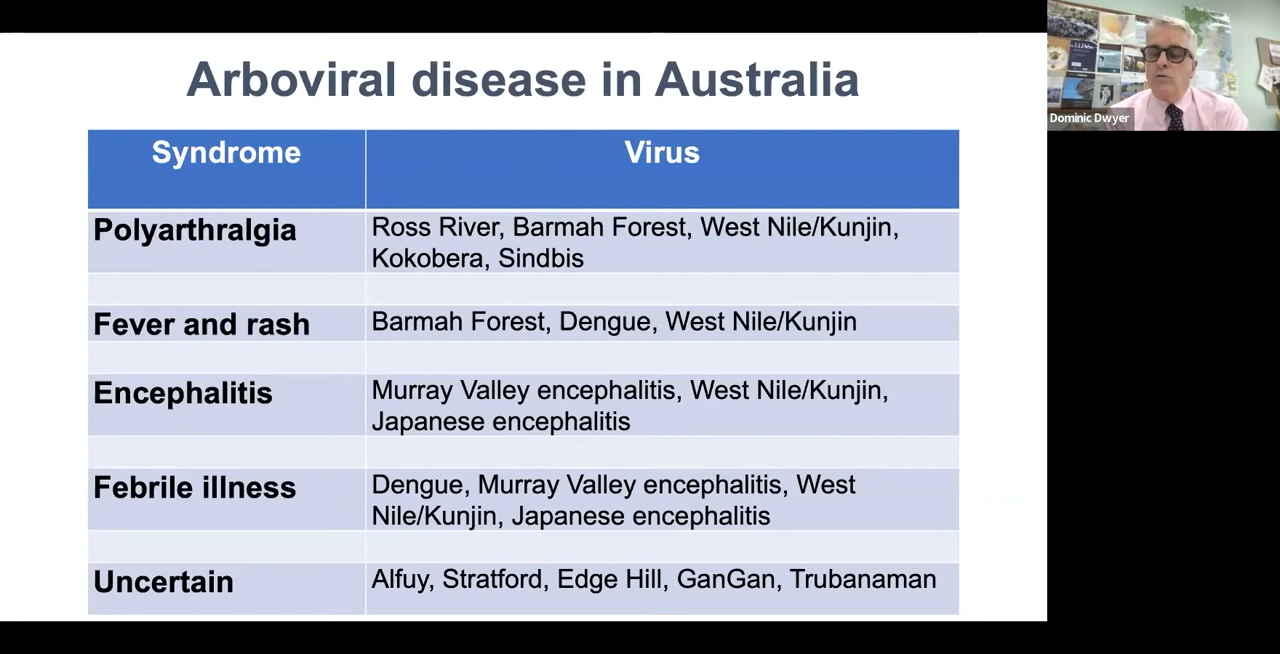 Arboviral disease in Australia
Dominic Dwyer
Syndrome
Virus
Polyarthralgia
Ross River, Barmah Forest, West Nile/Kunjin,
Kokobera, Sindbis
Fever and rash
Barmah Forest, Dengue, West Nile/Kunjin
Encephalitis
Murray Valley encephalitis, West Nile/Kunjin,
Japanese encephalitis
Febrile illness
Dengue, Murray Valley encephalitis, West
Nile/Kunjin, Japanese encephalitis
Uncertain
Alfuy, Stratford, Edge Hill, GanGan, Trubanaman